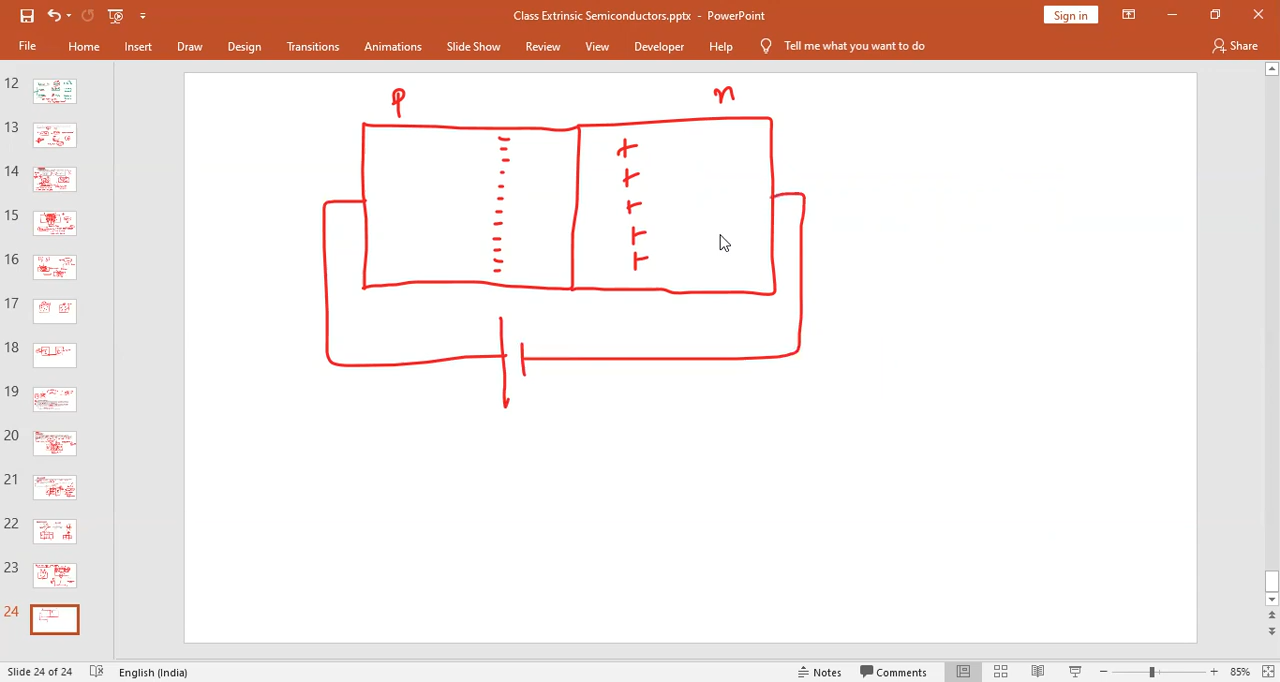 Class Extrinsic Semiconductors.pptx - PowerPoint
Sign in
File Home Insert Draw Design Transitions Animations Slide Show Review View Developer Help Tell me what you want to do Share
p n
- - - - - - - - - - -
+ + + + +
12
13
14
15
16
17
18
19
20
21
22
23
24
Slide 24 of 24 English (India) Notes Comments 85%